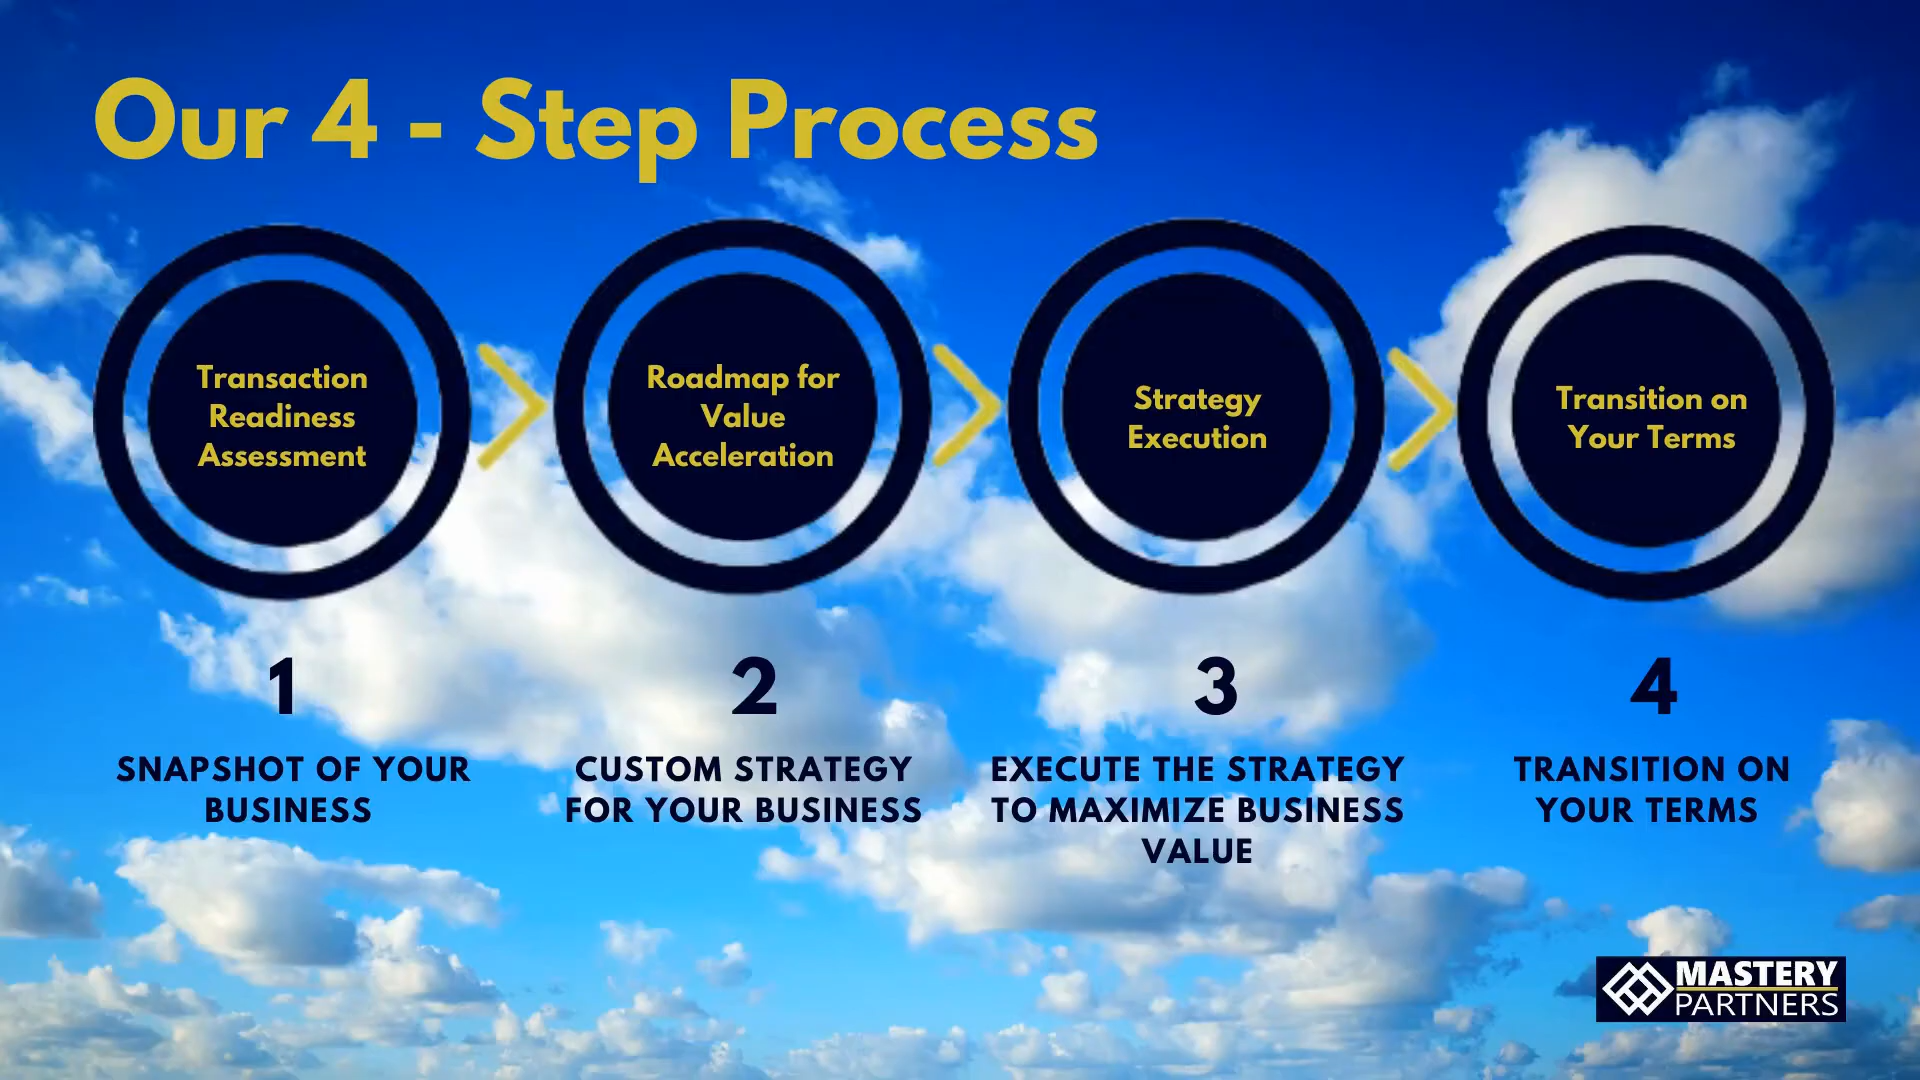 Our 4 - Step Process
Transaction
Readiness
Assessment
Roadmap for
Value
Acceleration
Strategy
Execution
Transition on
Your Terms
1
SNAPSHOT OF YOUR
BUSINESS
2
CUSTOM STRATEGY
FOR YOUR BUSINESS
3
EXECUTE THE STRATEGY
TO MAXIMIZE BUSINESS
VALUE
4
TRANSITION ON
YOUR TERMS
MASTERY
PARTNERS